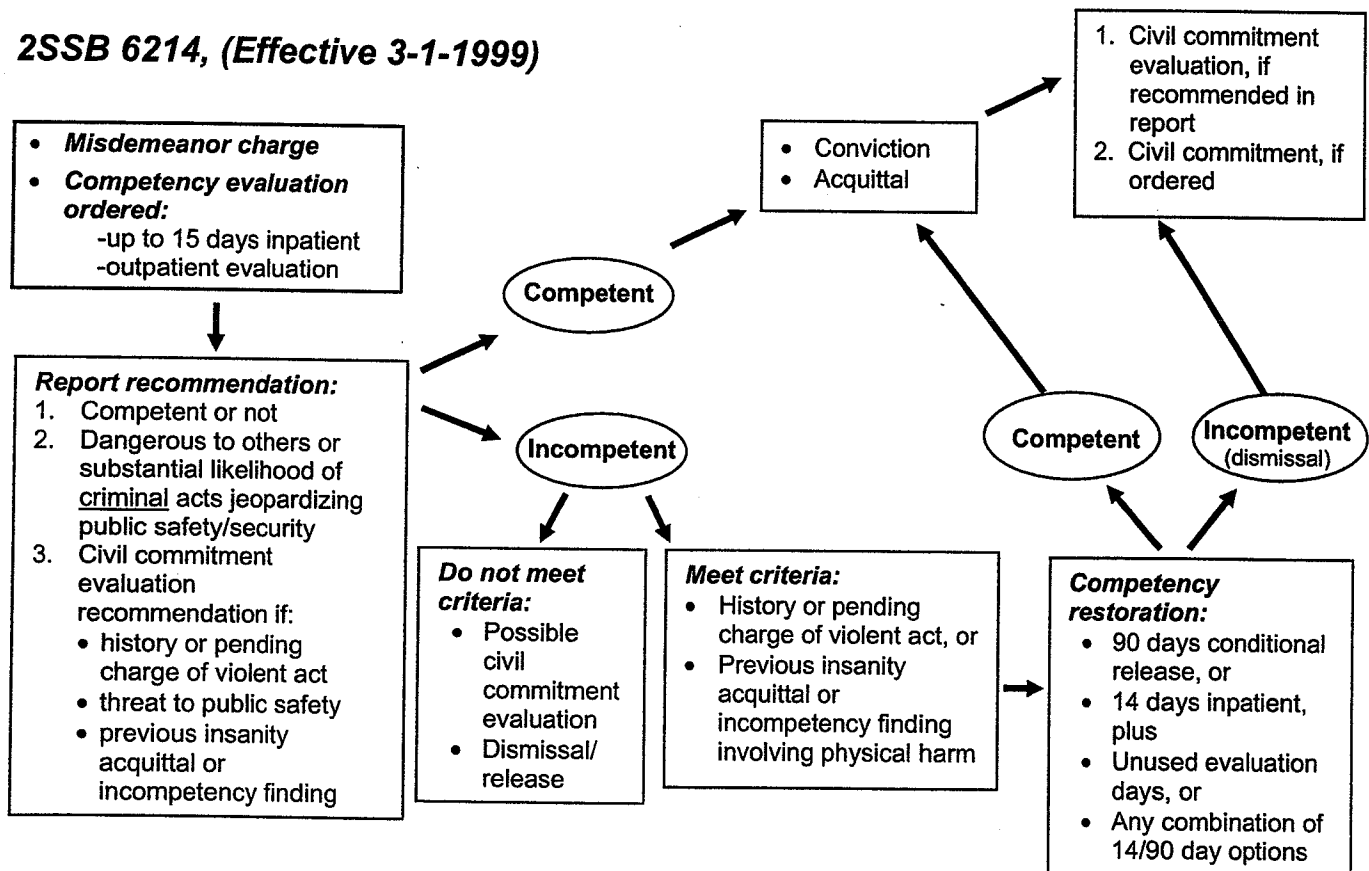 2SSB 6214, (Effective 3-1-1999)
• Misdemeanor charge
• Competency evaluation
ordered:
-up to 15 days inpatient
-outpatient evaluation
Report recommendation:
1. Competent or not
2. Dangerous to others or
substantial likelihood of
criminal acts jeopardizing
public safety/security
3. Civil commitment
evaluation
recommendation if:
• history or pending
charge of violent act
• threat to public safety
• previous insanity
acquittal or
incompetency finding
Competent
Incompetent
Do not meet
criteria:
• Possible
civil
commitment
evaluation
• Dismissal/
release
Meet criteria:
• History or pending
charge of violent act, or
• Previous insanity
acquittal or
incompetency finding
involving physical harm
Competency
restoration:
• 90 days conditional
release, or
• 14 days inpatient,
plus
• Unused evaluation
days, or
• Any combination of
14/90 day options
Competent
Incompetent
(dismissal)
• Conviction
• Acquittal
1. Civil commitment
evaluation, if
recommended in
report
2. Civil commitment, if
ordered